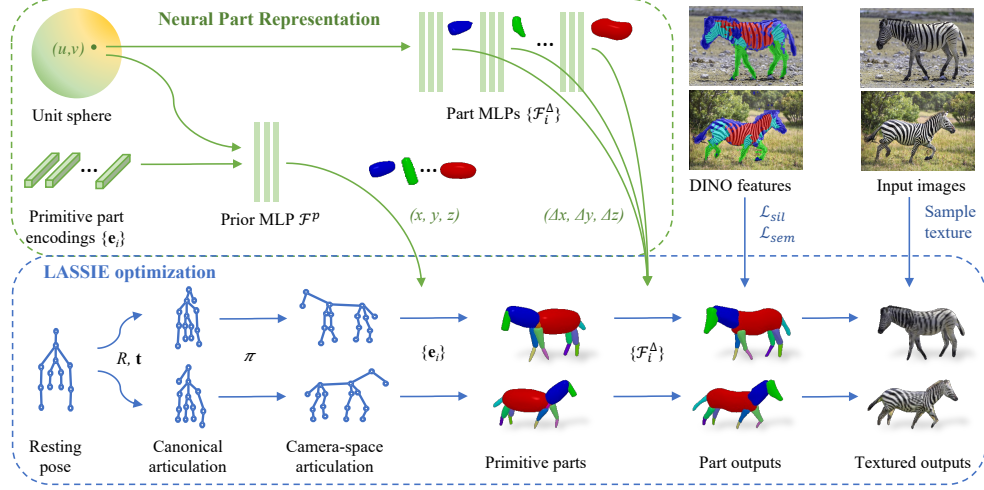 Neural Part Representation
(u,v)
Unit sphere
Primitive part
encodings {e_i}
Prior MLP 𝓕^p
...
(x, y, z)
...
Part MLPs {𝓕_i^Δ}
(Δx, Δy, Δz)
...
DINO features
Input images
𝓛_sil
𝓛_sem
Sample
texture
LASSIE optimization
R, t
π
{e_i}
{𝓕_i^Δ}
Resting
pose
Canonical
articulation
Camera-space
articulation
Primitive parts
Part outputs
Textured outputs